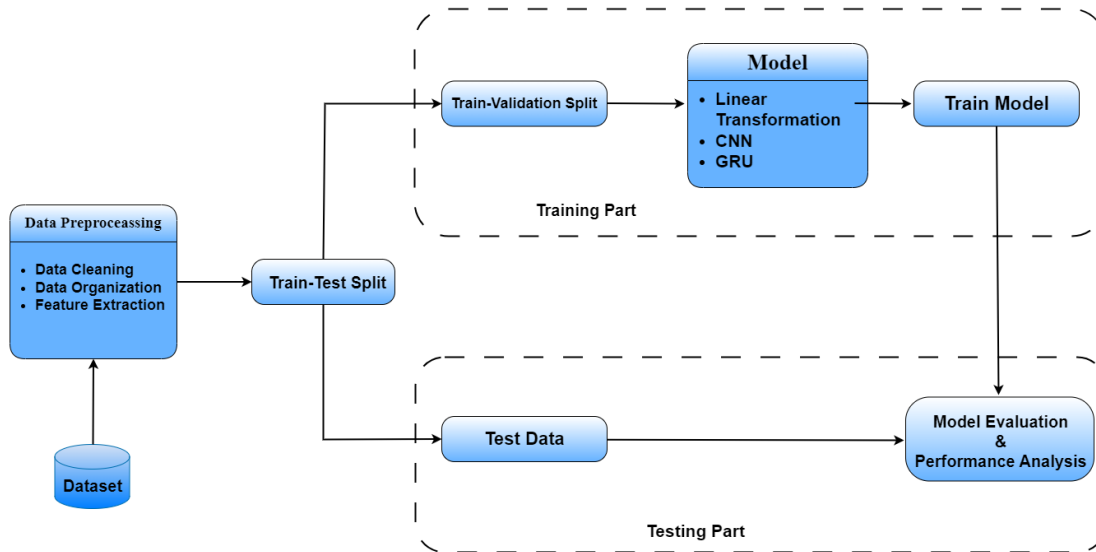 Dataset
Data Preproceassing
Data Cleaning
Data Organization
Feature Extraction
Train-Test Split
Train-Validation Split
Model
Linear
Transformation
CNN
GRU
Train Model
Training Part
Test Data
Model Evaluation
&
Performance Analysis
Testing Part